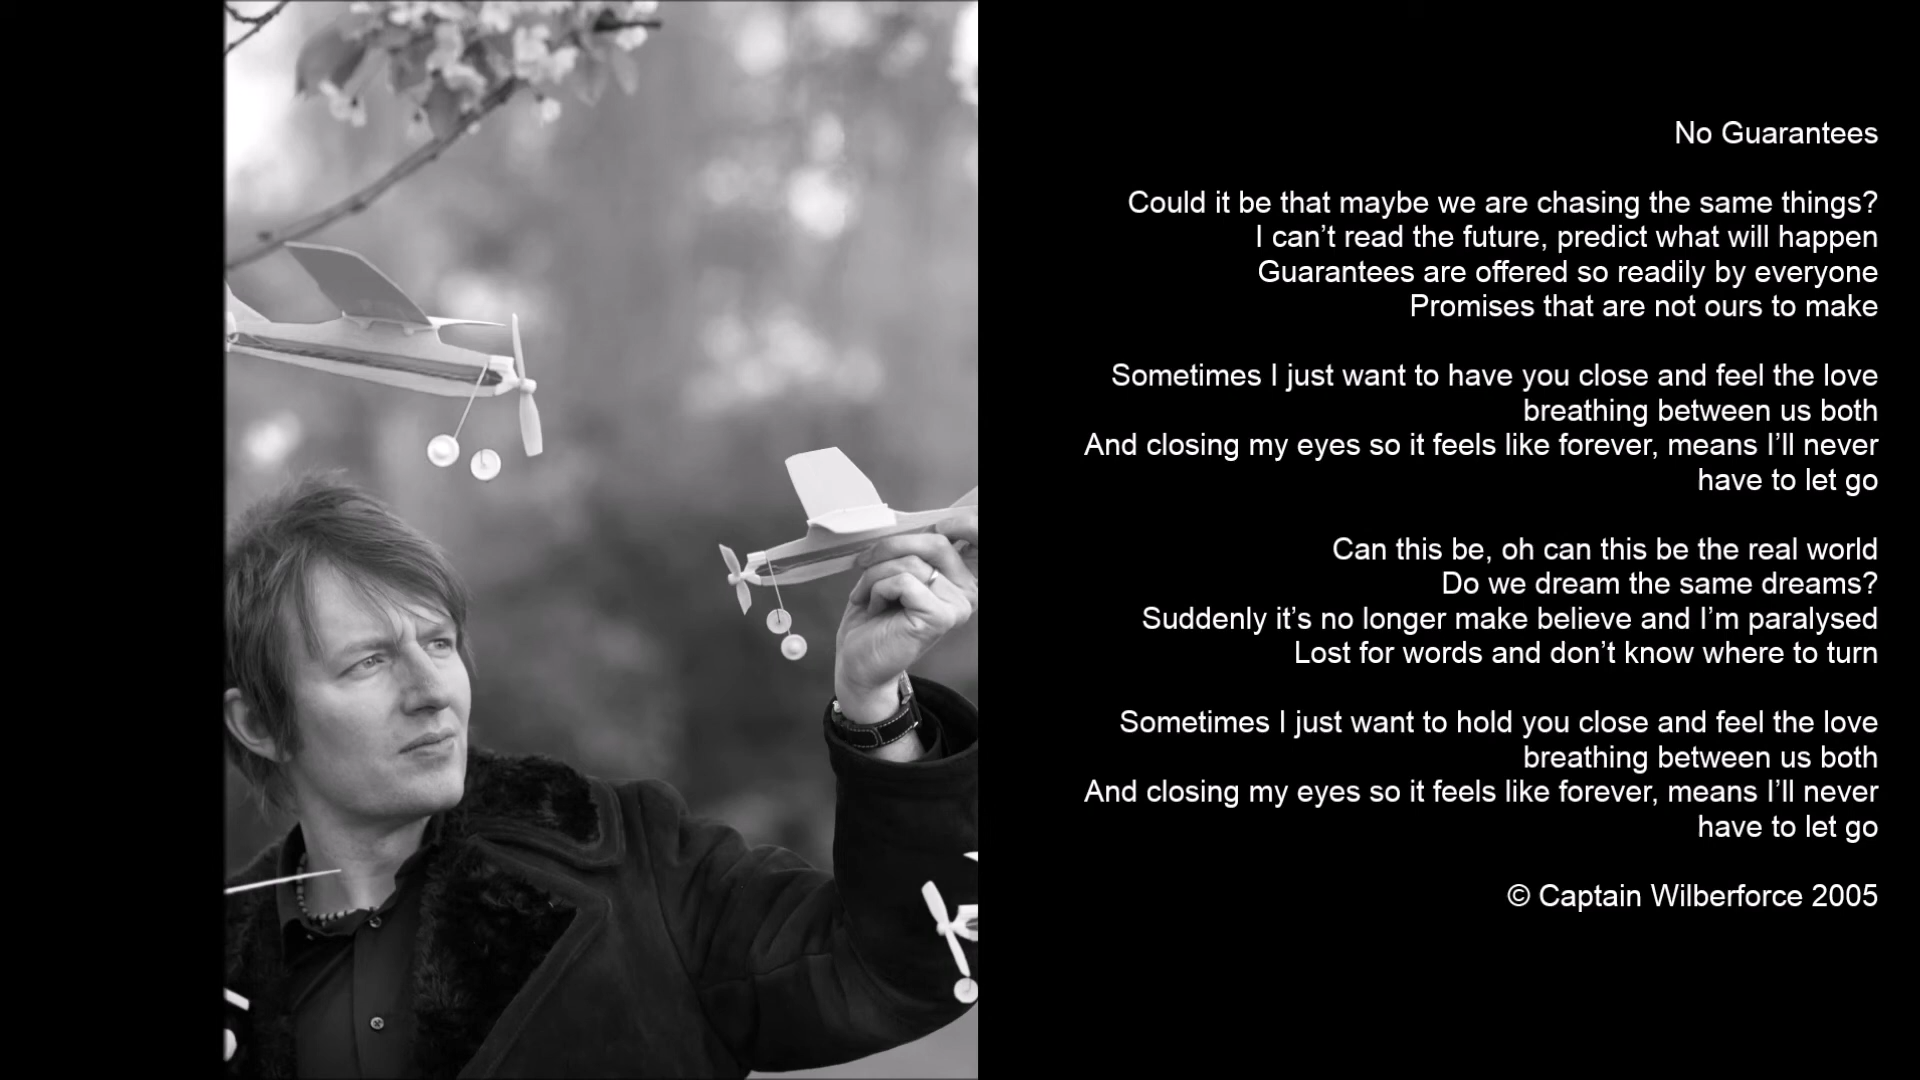 No Guarantees
Could it be that maybe we are chasing the same things?
I can’t read the future, predict what will happen
Guarantees are offered so readily by everyone
Promises that are not ours to make
Sometimes I just want to have you close and feel the love
breathing between us both
And closing my eyes so it feels like forever, means I’ll never
have to let go
Can this be, oh can this be the real world
Do we dream the same dreams?
Suddenly it’s no longer make believe and I’m paralysed
Lost for words and don’t know where to turn
Sometimes I just want to hold you close and feel the love
breathing between us both
And closing my eyes so it feels like forever, means I’ll never
have to let go
© Captain Wilberforce 2005